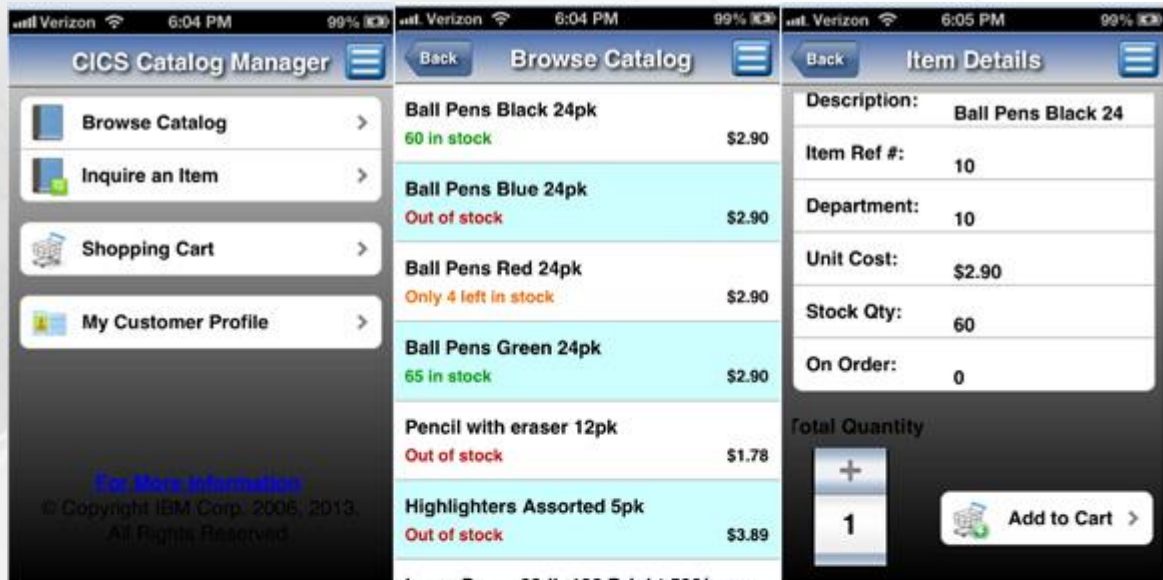 Verizon 6:04 PM 99%
CICS Catalog Manager
Browse Catalog
Inquire an Item
Shopping Cart
My Customer Profile
For More Information
© Copyright IBM Corp. 2006, 2013.
All Rights Reserved
Verizon 6:04 PM 99%
Back Browse Catalog
Ball Pens Black 24pk
60 in stock $2.90
Ball Pens Blue 24pk
Out of stock $2.90
Ball Pens Red 24pk
Only 4 left in stock $2.90
Ball Pens Green 24pk
65 in stock $2.90
Pencil with eraser 12pk
Out of stock $1.78
Highlighters Assorted 5pk
Out of stock $3.89
Verizon 6:05 PM 99%
Back Item Details
Description: Ball Pens Black 24
Item Ref #: 10
Department: 10
Unit Cost: $2.90
Stock Qty: 60
On Order: 0
Total Quantity
+
1
Add to Cart